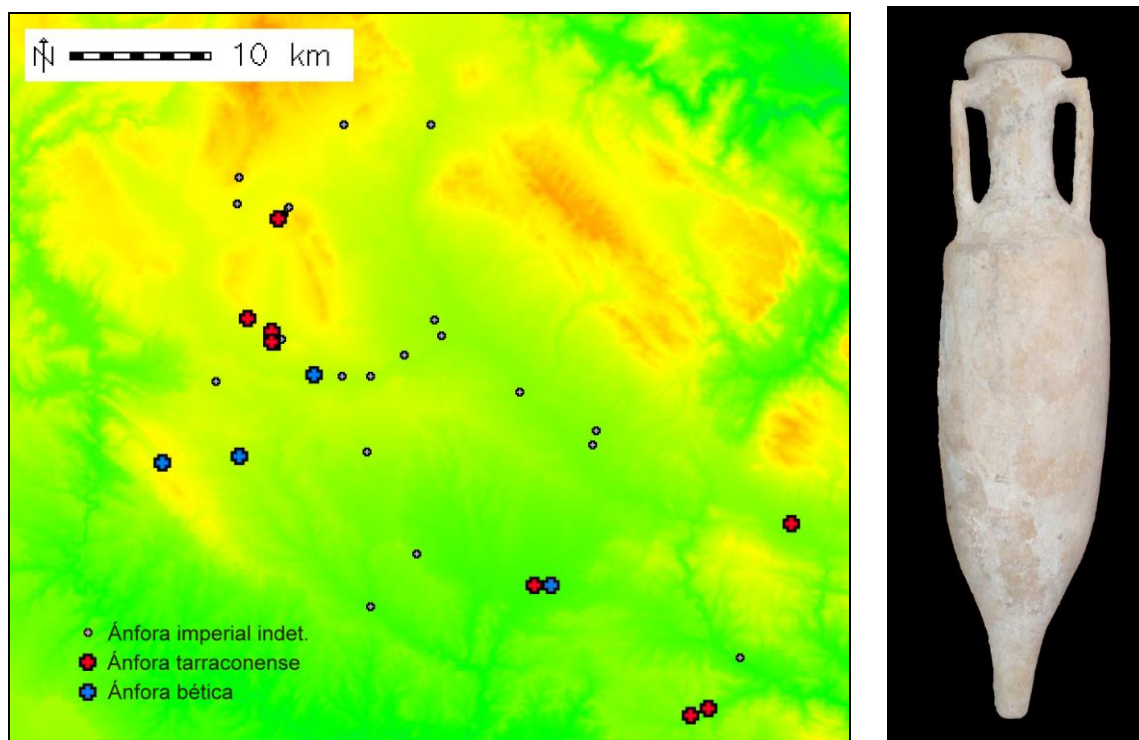 N 10 km
Ánfora imperial indet.
Ánfora tarraconense
Ánfora bética